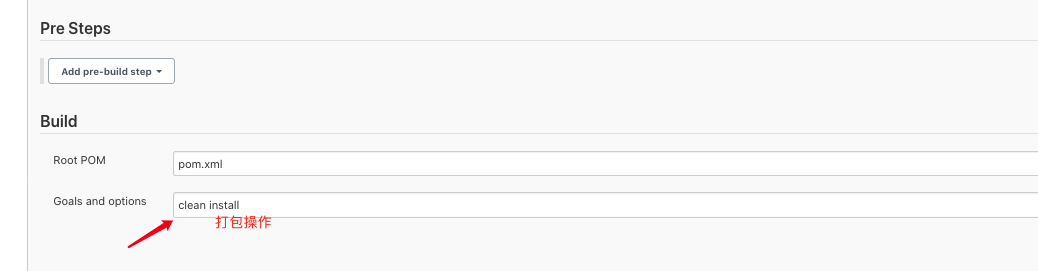 Pre Steps
Add pre-build step
Build
Root POM
pom.xml
Goals and options
clean install
打包操作